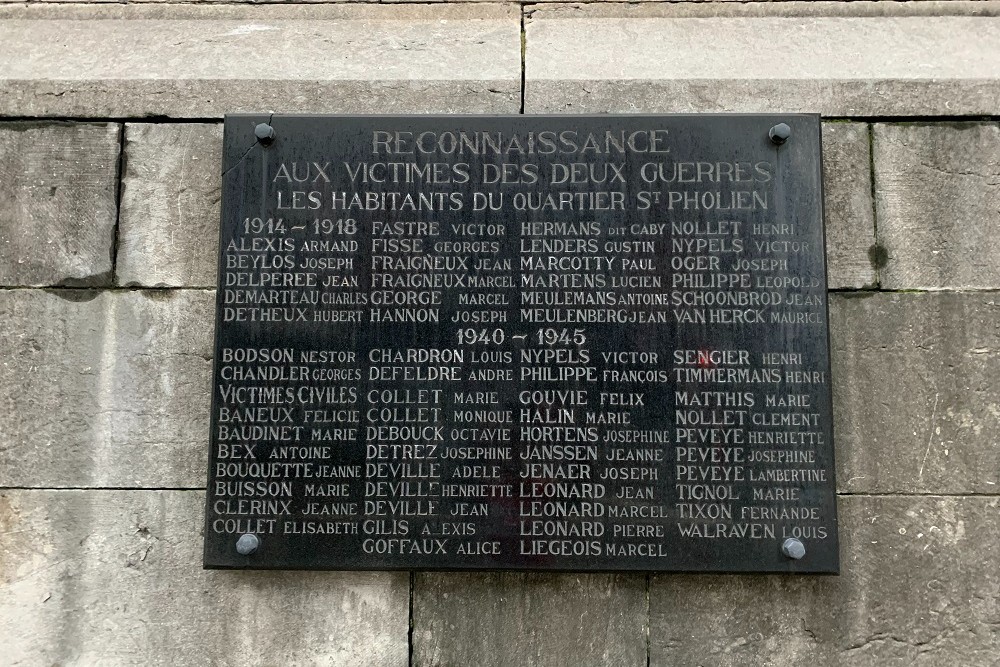 RECONNAISSANCE
AUX VICTIMES DES DEUX GUERRES
LES HABITANTS DU QUARTIER ST PHOLIEN
1914 - 1918 FASTRE VICTOR HERMANS DIT CABY NOLLET HENRI
ALEXIS ARMAND FISSE GEORGES LENDERS GUSTIN NYPELS VICTOR
BEYLOS JOSEPH FRAIGNEUX JEAN MARCOTTY PAUL OGER JOSEPH
DELPEREE JEAN FRAIGNEUX MARCEL MARTENS LUCIEN PHILIPPE LEOPOLD
DEMARTEAU CHARLES GEORGE MARCEL MEULEMANS ANTOINE SCHOONBROD JEAN
DETHEUX HUBERT HANNON JOSEPH MEULENBERG JEAN VAN HERCK MAURICE
1940 ~ 1945
BODSON NESTOR CHARDRON LOUIS NYPELS VICTOR SENGIER HENRI
CHANDLER GEORGES DEFELDRE ANDRE PHILIPPE FRANÇOIS TIMMERMANS HENRI
VICTIMES CIVILES COLLET MARIE GOUVIE FELIX MATTHIS MARIE
BANEUX FELICIE COLLET MONIQUE HALIN MARIE NOLLET CLEMENT
BAUDINET MARIE DEBOUCK OCTAVIE HORTENS JOSEPHINE PEVEYE HENRIETTE
BEX ANTOINE DETREZ JOSEPHINE JANSSEN JEANNE PEVEYE JOSEPHINE
BOUQUETTE JEANNE DEVILLE ADELE JENAER JOSEPH PEVEYE LAMBERTINE
BUISSON MARIE DEVILLE HENRIETTE LEONARD JEAN TIGNOL MARIE
CLERINX JEANNE DEVILLE JEAN LEONARD MARCEL TIXON FERNANDE
COLLET ELISABETH GILIS ALEXIS LEONARD PIERRE WALRAVEN LOUIS
GOFFAUX ALICE LIEGEOIS MARCEL